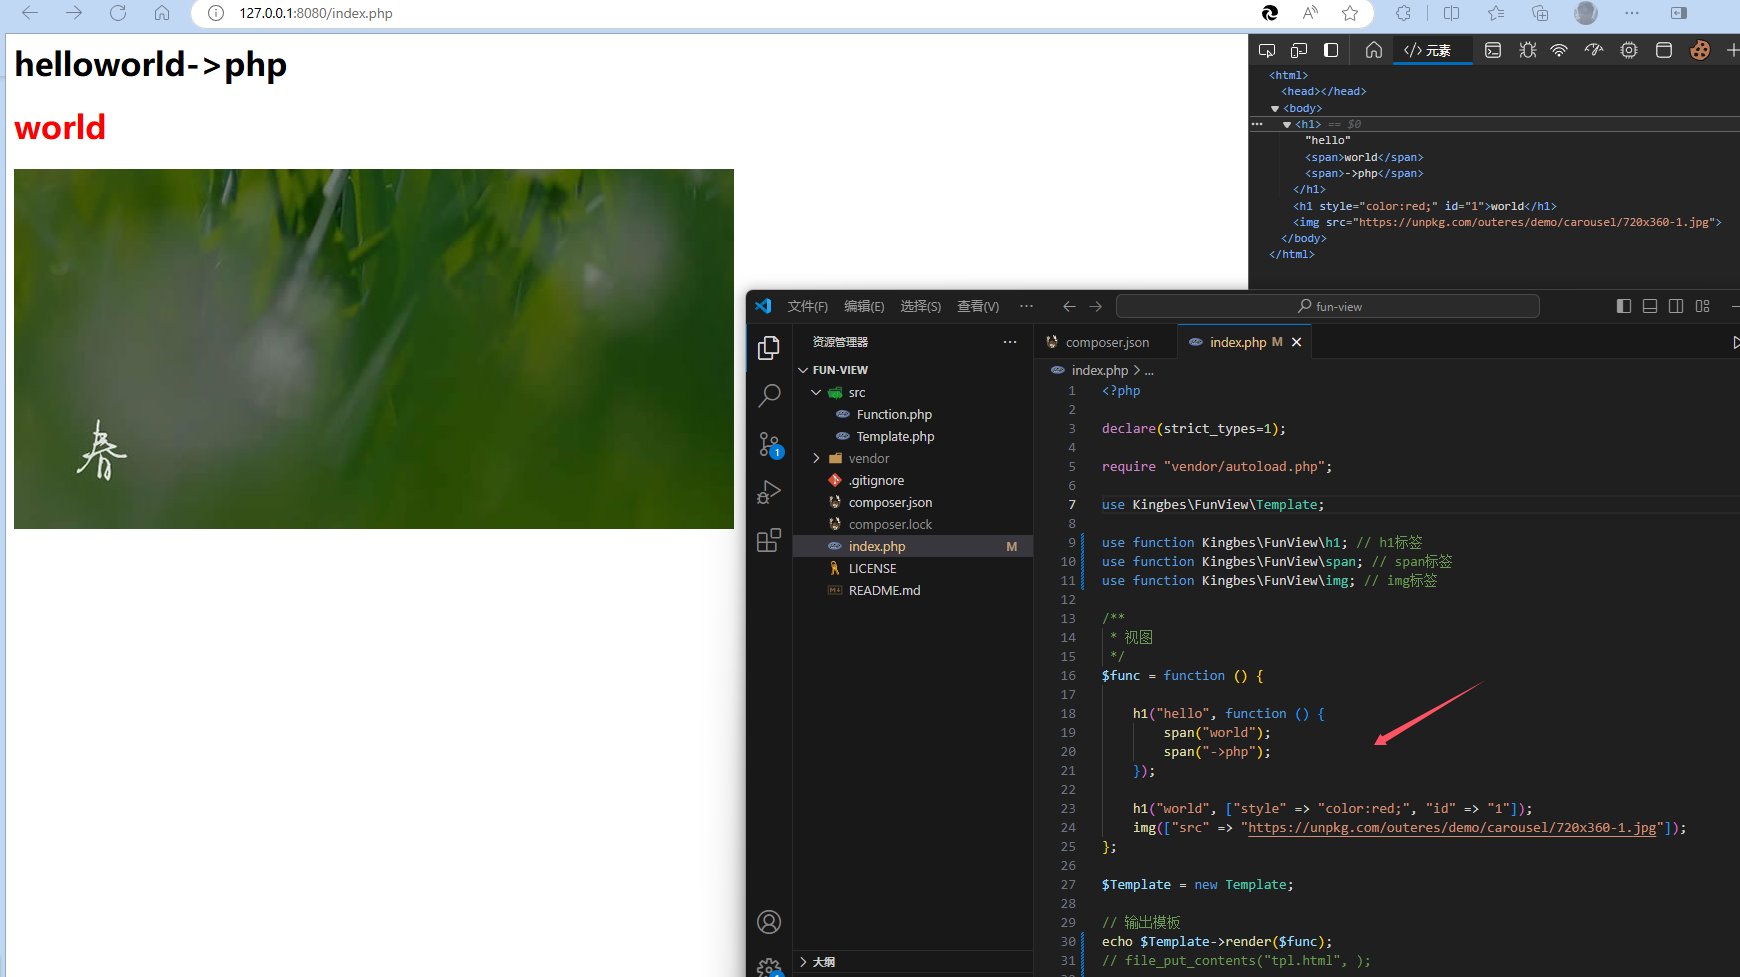 127.0.0.1:8080/index.php
helloworld->php
world
春
元素
<html>
<head></head>
<body>
<h1> == $0
"hello"
<span>world</span>
<span>->php</span>
</h1>
<h1 style="color:red;" id="1">world</h1>
<img src="https://unpkg.com/outeres/demo/carousel/720x360-1.jpg">
</body>
</html>
文件(F) 编辑(E) 选择(S) 查看(V) ··· fun-view
资源管理器 ···
FUN-VIEW
src
Function.php
Template.php
vendor
.gitignore
composer.json
composer.lock
index.php M
LICENSE
README.md
大纲
1
composer.json index.php M
index.php > ...
1 <?php
2
3 declare(strict_types=1);
4
5 require "vendor/autoload.php";
6
7 use Kingbes\FunView\Template;
8
9 use function Kingbes\FunView\h1; // h1标签
10 use function Kingbes\FunView\span; // span标签
11 use function Kingbes\FunView\img; // img标签
12
13 /**
14 * 视图
15 */
16 $func = function () {
17
18 h1("hello", function () {
19 span("world");
20 span("->php");
21 });
22
23 h1("world", ["style" => "color:red;", "id" => "1"]);
24 img(["src" => "https://unpkg.com/outeres/demo/carousel/720x360-1.jpg"]);
25 };
26
27 $Template = new Template;
28
29 // 输出模板
30 echo $Template->render($func);
31 // file_put_contents("tpl.html", );